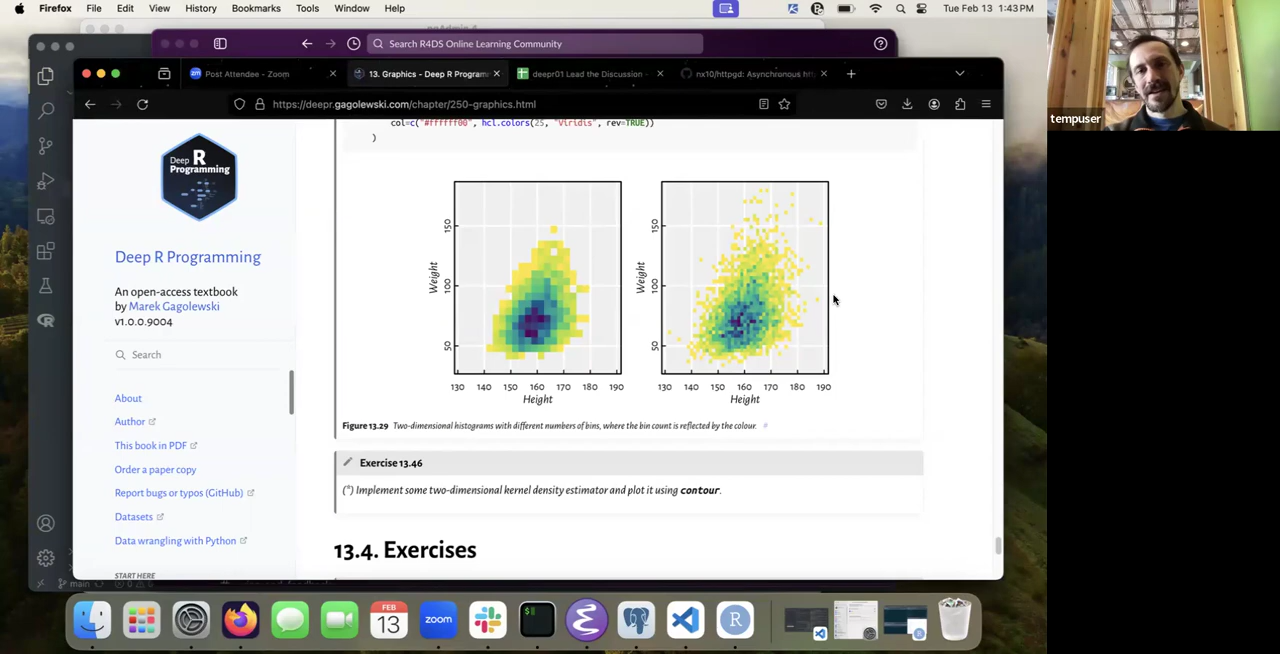 Firefox File Edit View History Bookmarks Tools Window Help
Tue Feb 13 1:43 PM
Search R4DS Online Learning Community
Post Attendee - Zoom
13. Graphics - Deep R Program
deepr01 Lead the Discussion -
nx10/httpgd: Asynchronous ht
https://deepr.gagolewski.com/chapter/250-graphics.html
tempuser
col=c("#ffffff00", hcl.colors(25, "Viridis", rev=TRUE))
)
Deep R
Programming
Deep R Programming
An open-access textbook
by Marek Gagolewski
v1.0.0.9004
Search
About
Author
This book in PDF
Order a paper copy
Report bugs or typos (GitHub)
Datasets
Data wrangling with Python
START HERE
Weight
50 100 150
130 140 150 160 170 180 190
Height
Weight
50 100 150
130 140 150 160 170 180 190
Height
Figure 13.29 Two-dimensional histograms with different numbers of bins, where the bin count is reflected by the colour. #
Exercise 13.46
(*) Implement some two-dimensional kernel density estimator and plot it using contour.
13.4. Exercises
main
FEB
13
zoom